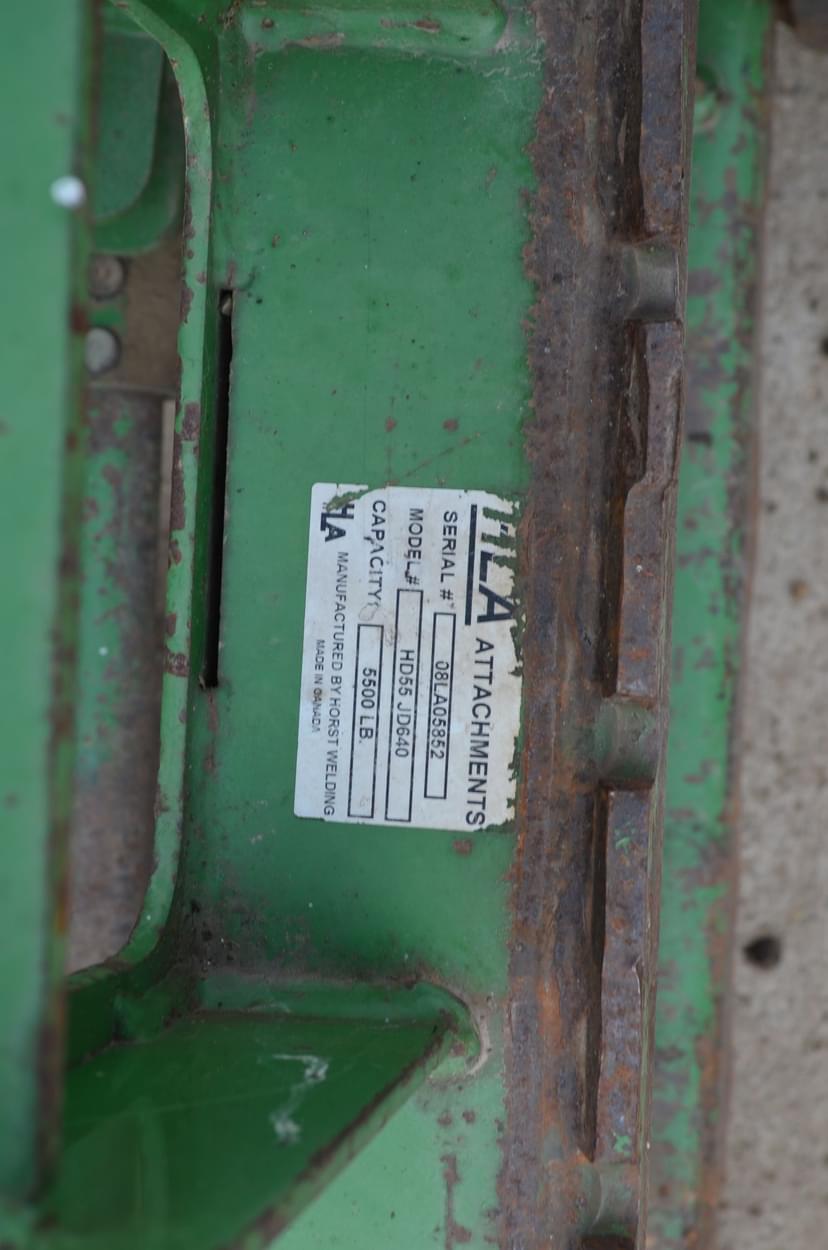 HLA ATTACHMENTS
SERIAL # 08LA05852
MODEL # HD55 JD640
CAPACITY 5500 LB.
HLA MANUFACTURED BY HORST WELDING
MADE IN CANADA